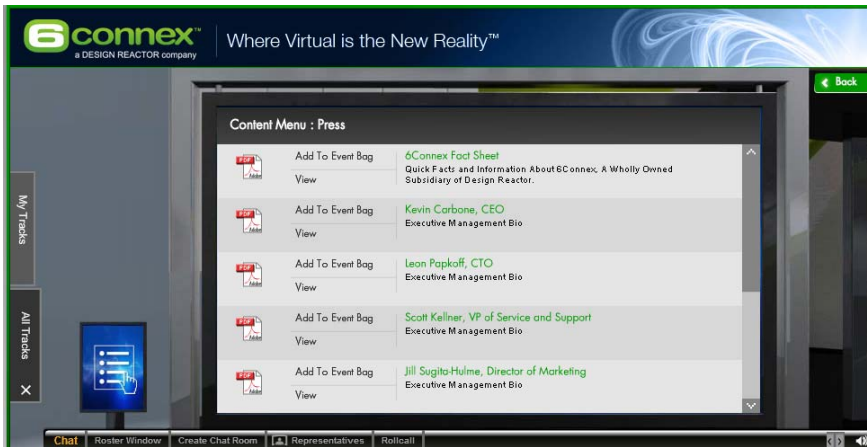 6connex™
a DESIGN REACTOR company
Where Virtual is the New Reality™
Back
Content Menu : Press
Add To Event Bag
View
6Connex Fact Sheet
Quick Facts and Information About 6Connex, A Wholly Owned
Subsidiary of Design Reactor.
Add To Event Bag
View
Kevin Carbone, CEO
Executive Management Bio
Add To Event Bag
View
Leon Papkoff, CTO
Executive Management Bio
Add To Event Bag
View
Scott Kellner, VP of Service and Support
Executive Management Bio
Add To Event Bag
View
Jill Sugita-Hulme, Director of Marketing
Executive Management Bio
My Tracks
All Tracks
X
Chat
Roster Window
Create Chat Room
Representatives
Rollcall